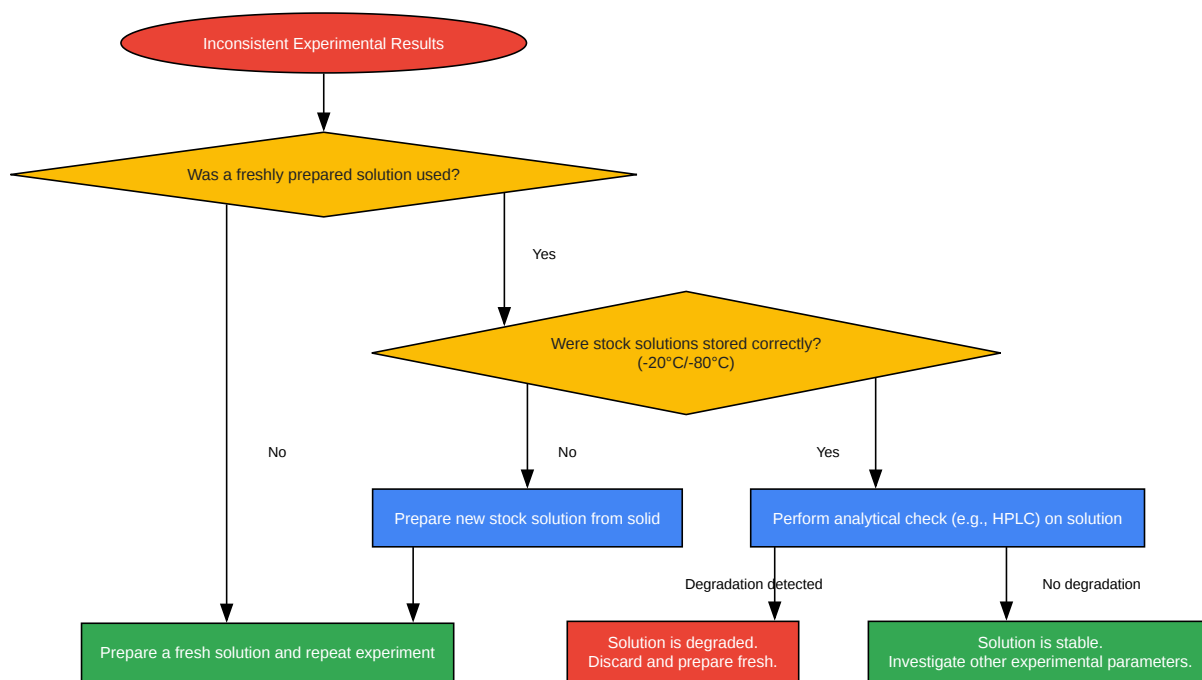 Inconsistent Experimental Results
Was a freshly prepared solution used?
Yes
Were stock solutions stored correctly?
(-20°C/-80°C)
No
No
Yes
Prepare new stock solution from solid
Perform analytical check (e.g., HPLC) on solution
Degradation detected
No degradation
Prepare a fresh solution and repeat experiment
Solution is degraded.
Discard and prepare fresh.
Solution is stable.
Investigate other experimental parameters.